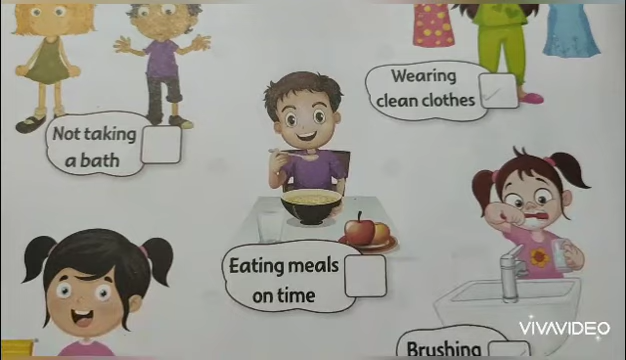 Wearing
clean clothes
Not taking
a bath
Eating meals
on time
Brushing
VIVAVIDEO